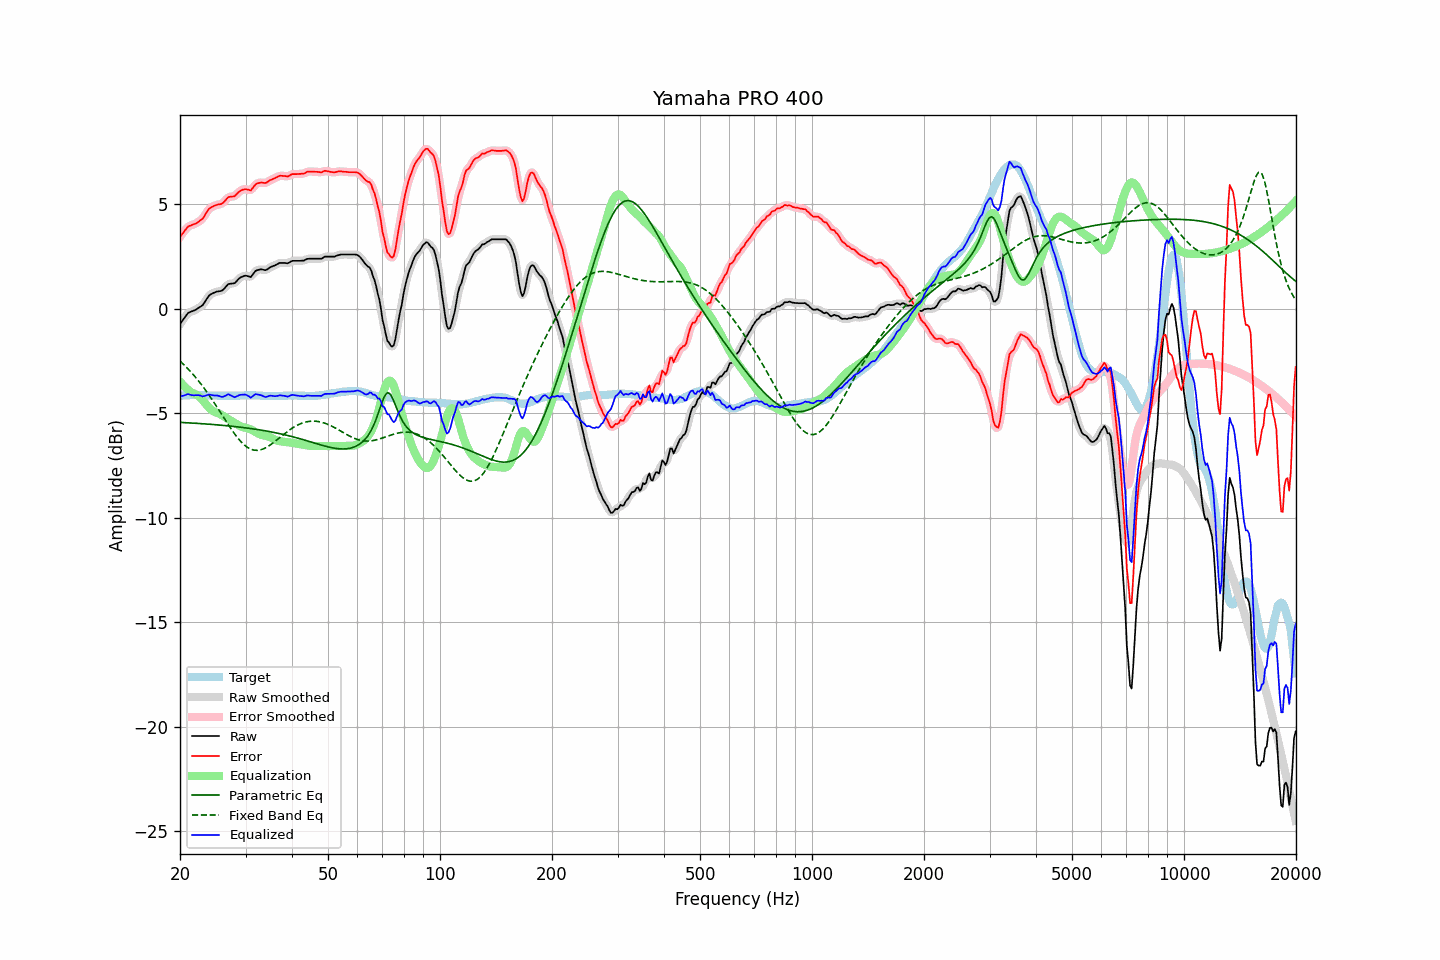 Yamaha PRO 400
Amplitude (dBr)
5
0
−5
−10
−15
−20
−25
Target
Raw Smoothed
Error Smoothed
Raw
Error
Equalization
Parametric Eq
Fixed Band Eq
Equalized
20 50 100 200 500 1000 2000 5000 10000 20000
Frequency (Hz)